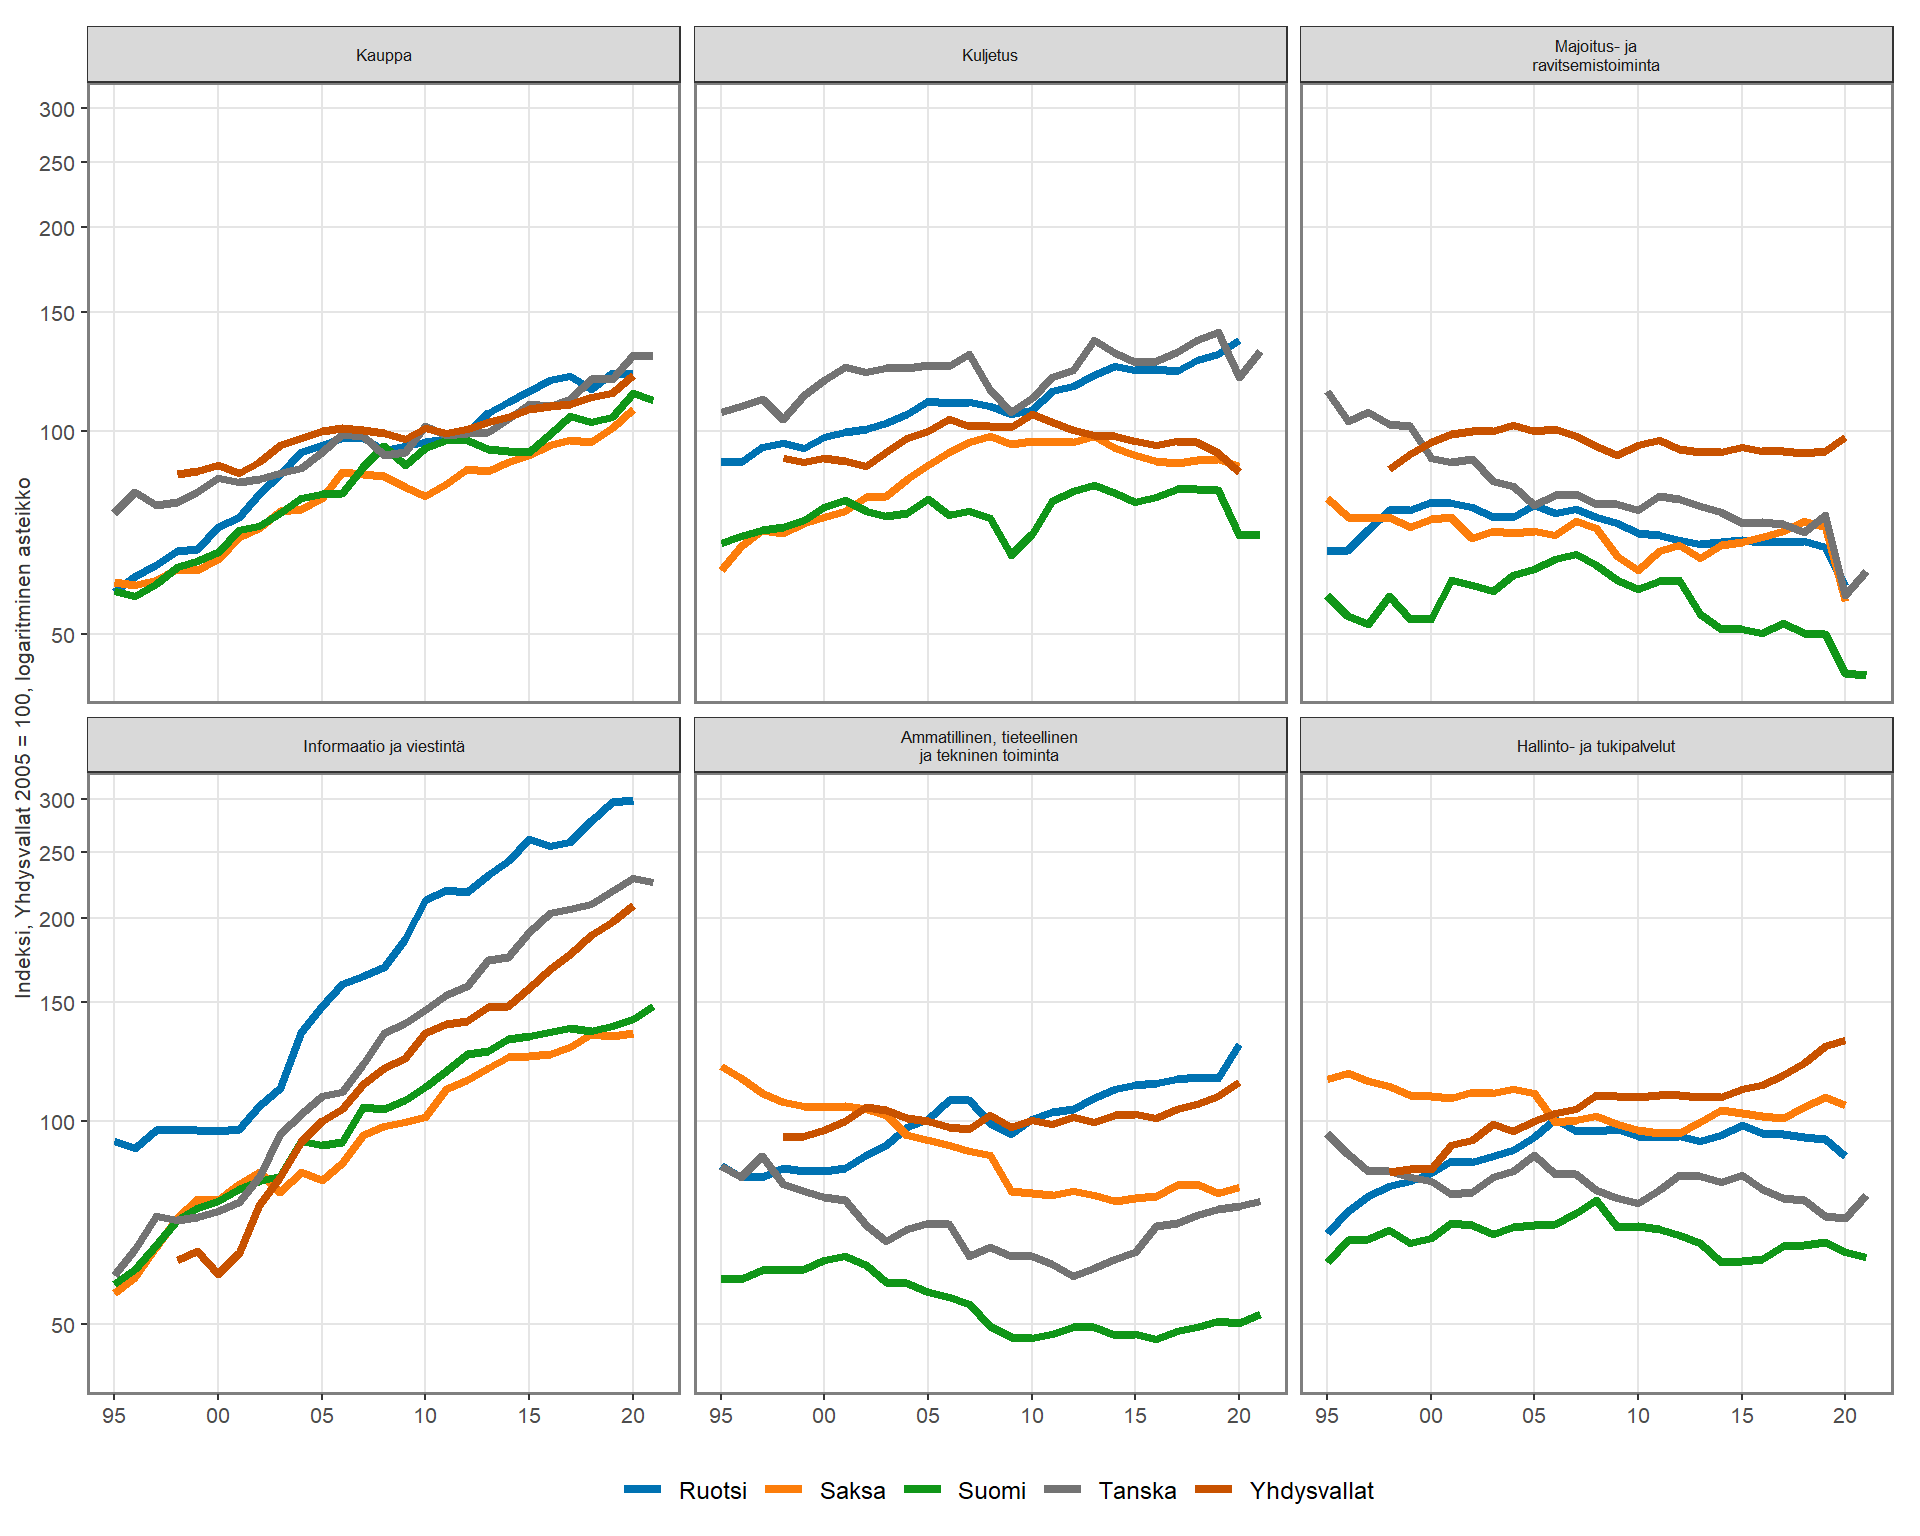 Kauppa
Kuljetus
Majoitus- ja
ravitsemistoiminta
300
250
200
150
100
50
Informaatio ja viestintä
Ammatillinen, tieteellinen
ja tekninen toiminta
Hallinto- ja tukipalvelut
300
250
200
150
100
50
Indeksi, Yhdysvallat 2005 = 100, logaritminen asteikko
95 00 05 10 15 20
95 00 05 10 15 20
95 00 05 10 15 20
Ruotsi Saksa Suomi Tanska Yhdysvallat